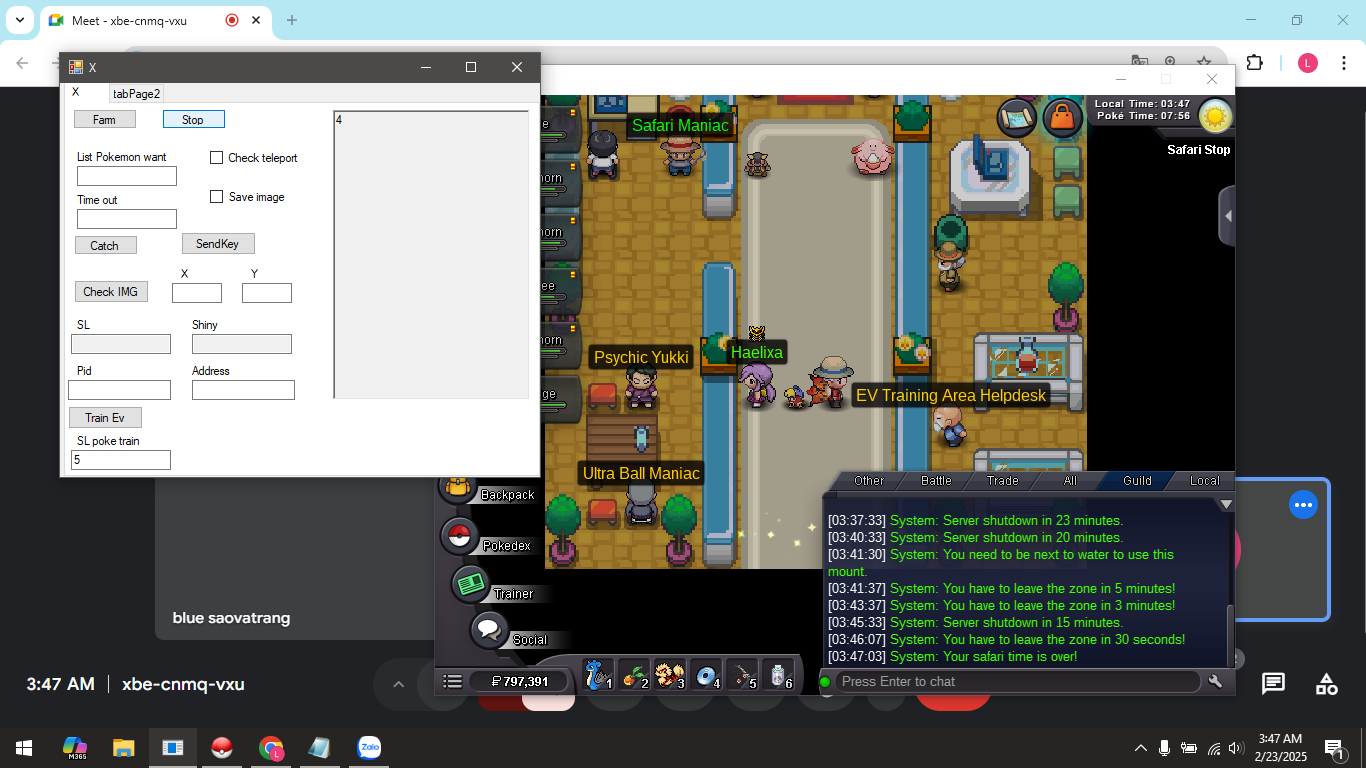 Meet - xbe-cnmq-vxu
X
X
tabPage2
Farm
Stop
4
List Pokemon want
Check teleport
Time out
Save image
Catch
SendKey
X
Y
Check IMG
SL
Shiny
Pid
Address
Train Ev
SL poke train
5
L
Local Time: 03:47
Poké Time: 07:56
Safari Stop
Safari Maniac
Psychic Yukki
Haelixa
EV Training Area Helpdesk
Ultra Ball Maniac
Backpack
Pokedex
Trainer
Social
Other
Battle
Trade
All
Guild
Local
[03:37:33] System: Server shutdown in 23 minutes.
[03:40:33] System: Server shutdown in 20 minutes.
[03:41:30] System: You need to be next to water to use this
mount.
[03:41:37] System: You have to leave the zone in 5 minutes!
[03:43:37] System: You have to leave the zone in 3 minutes!
[03:45:33] System: Server shutdown in 15 minutes.
[03:46:07] System: You have to leave the zone in 30 seconds!
[03:47:03] System: Your safari time is over!
797,391
1
2
3
4
5
6
Press Enter to chat
blue saovatrang
3:47 AM
xbe-cnmq-vxu
M365
L
Zalo
3:47 AM
2/23/2025
1